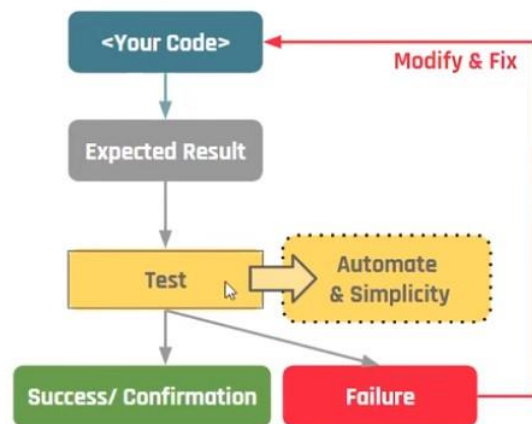 <Your Code>
Modify & Fix
Expected Result
Test
Automate
& Simplicity
Success/ Confirmation
Failure